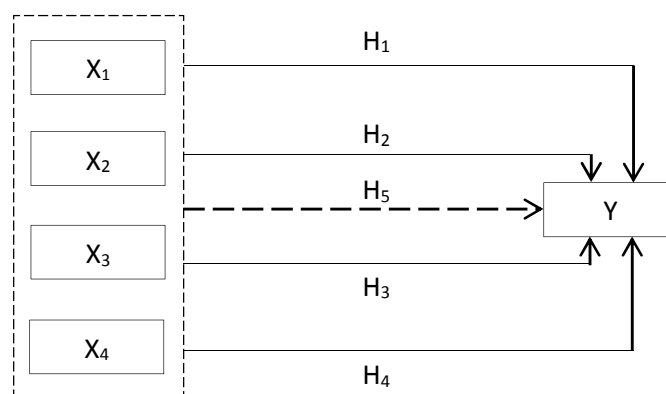 H₁
X₁
H₂
X₂
H₅
Y
X₃
H₃
X₄
H₄